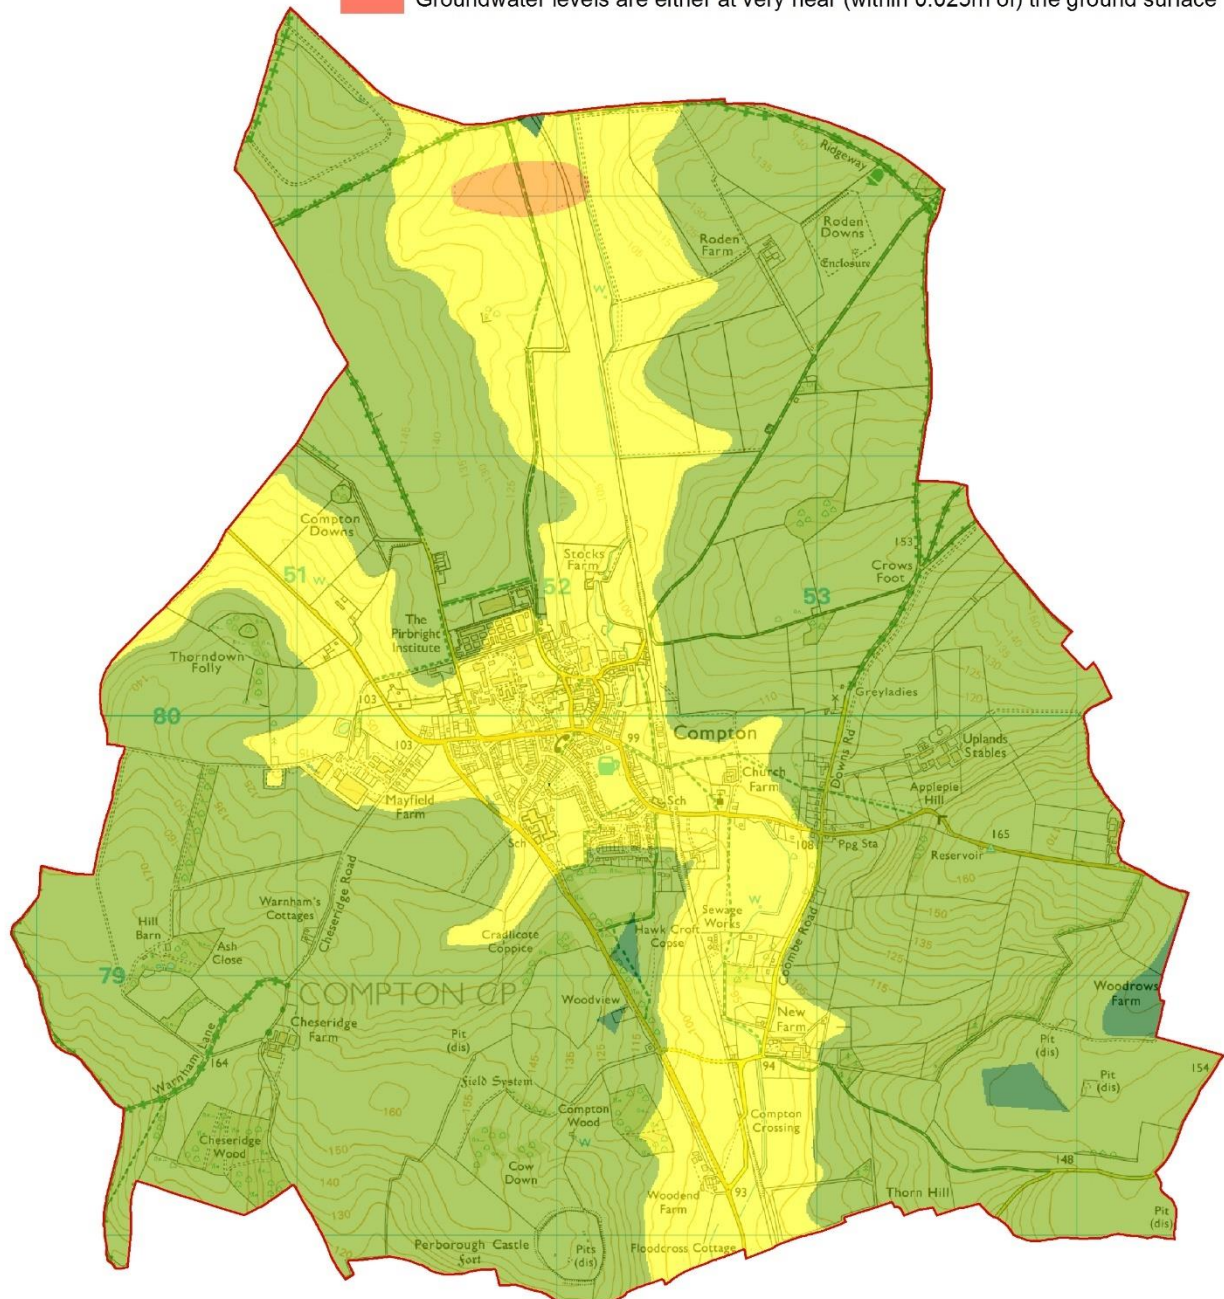 Groundwater levels are either at very near (within 0.025m of) the ground surface
Ridgeway
Roden
Downs
Enclosure
Roden
Farm
Compton
Downs
51
W
Stocks
Farm
52
53
153
Crows
Foot
The
Pirbright
Institute
Thorndown
Folly
Greyladies
103
80
103
99
Compton
Downs Rd
Uplands
Stables
Church
Farm
Applepie
Hill
Mayfield
Farm
Sch
Sch
108
Ppg Sta
165
Reservoir
Cheseridge Road
Warnham's
Cottages
Hill
Barn
Ash
Close
Cradlicote
Coppice
Hawk Croft
Copse
Sewage
Works
W
Coombe Road
79
COMPTON CP
Woodview
Woodrows
Farm
Cheseridge
Farm
New
Farm
Pit
(dis)
Pit
(dis)
Pit
(dis)
154
Warnham Lane
164
94
Field System
Compton
Wood
W
Compton
Crossing
Cheseridge
Wood
Cow
Down
148
Woodend
Farm
93
Thorn Hill
Pit
(dis)
Perborough Castle
Fort
Pits
(dis)
Floodcross Cottage